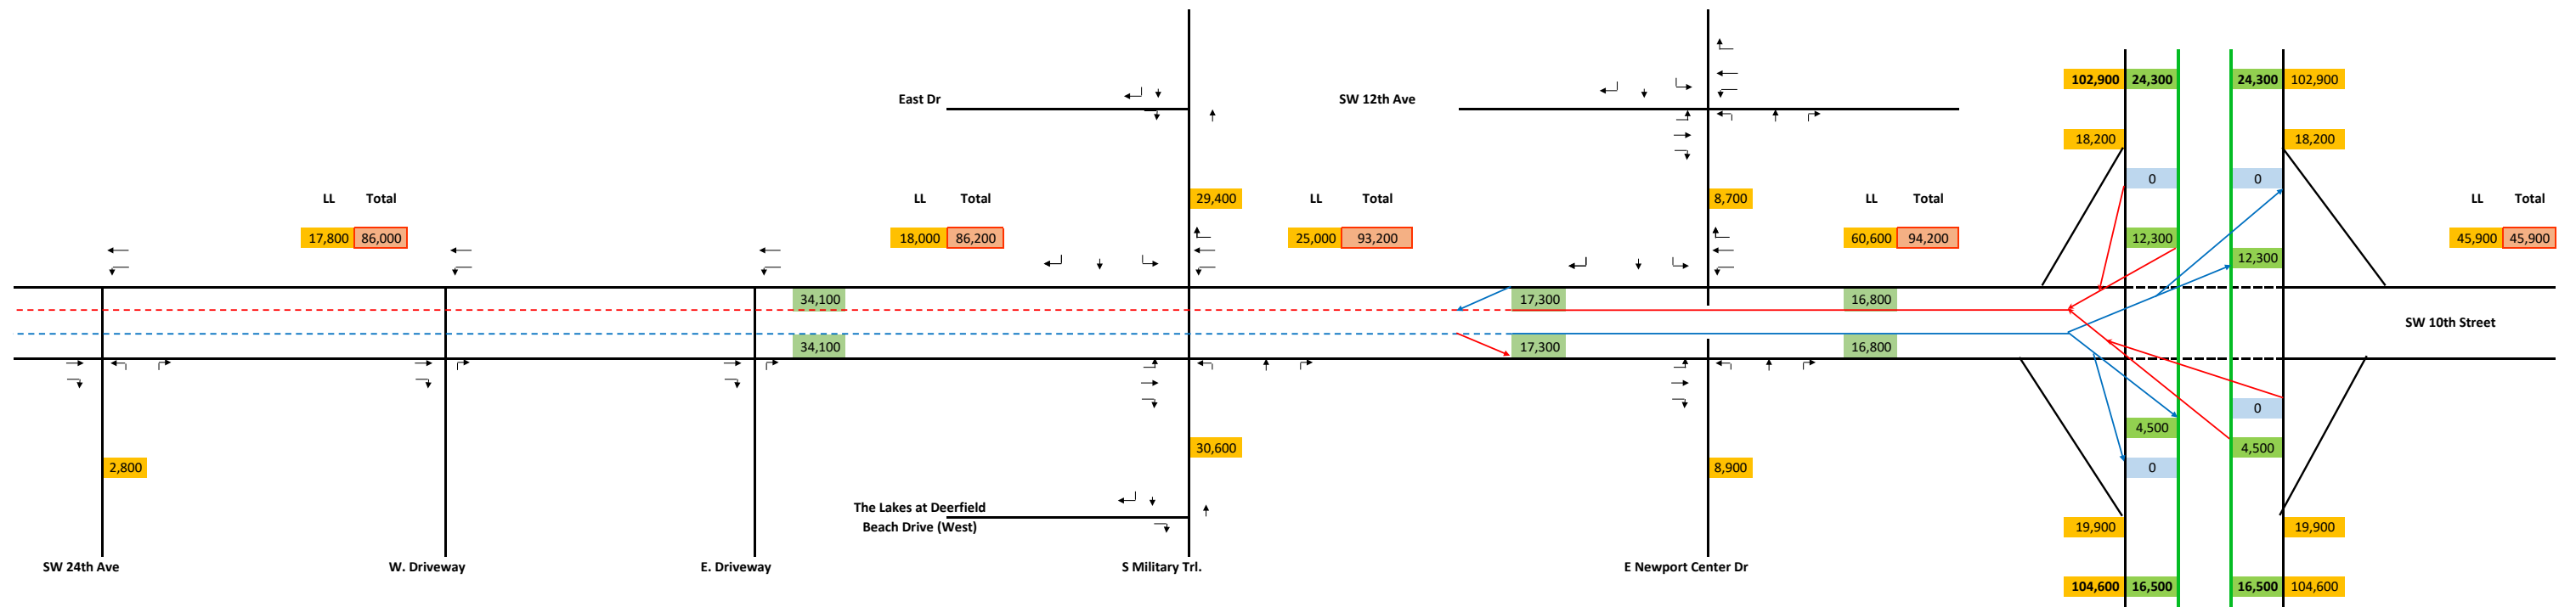 102,900 24,300 24,300 102,900
East Dr
SW 12th Ave
18,200 18,200
0 0
LL Total
LL Total
29,400
LL Total
8,700
LL Total
LL Total
17,800 86,000
18,000 86,200
25,000 93,200
60,600 94,200
12,300
45,900 45,900
12,300
34,100
17,300
16,800
SW 10th Street
34,100
17,300
16,800
0
4,500
4,500
30,600
2,800
8,900
0
The Lakes at Deerfield
Beach Drive (West)
19,900 19,900
SW 24th Ave
W. Driveway
E. Driveway
S Military Trl.
E Newport Center Dr
104,600 16,500 16,500 104,600